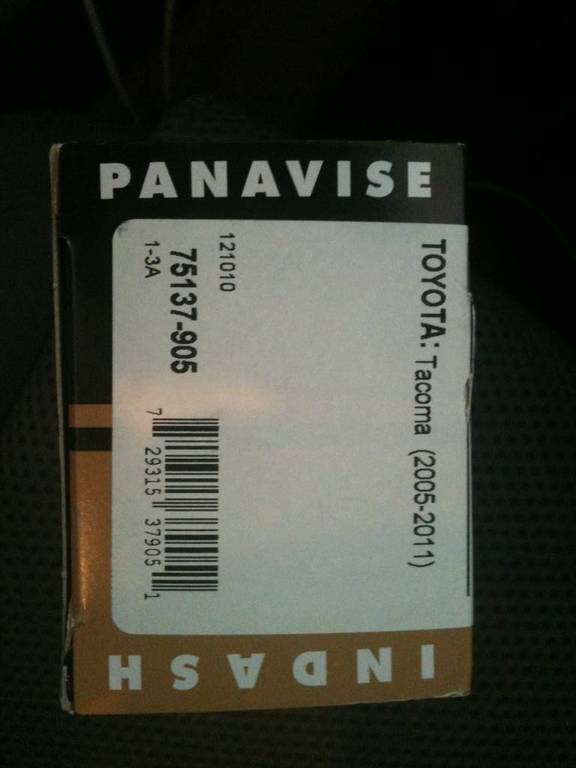 PANAVISE
TOYOTA: Tacoma (2005-2011)
121010
75137-905
1-3A
7 29315 37905 1
INDASH